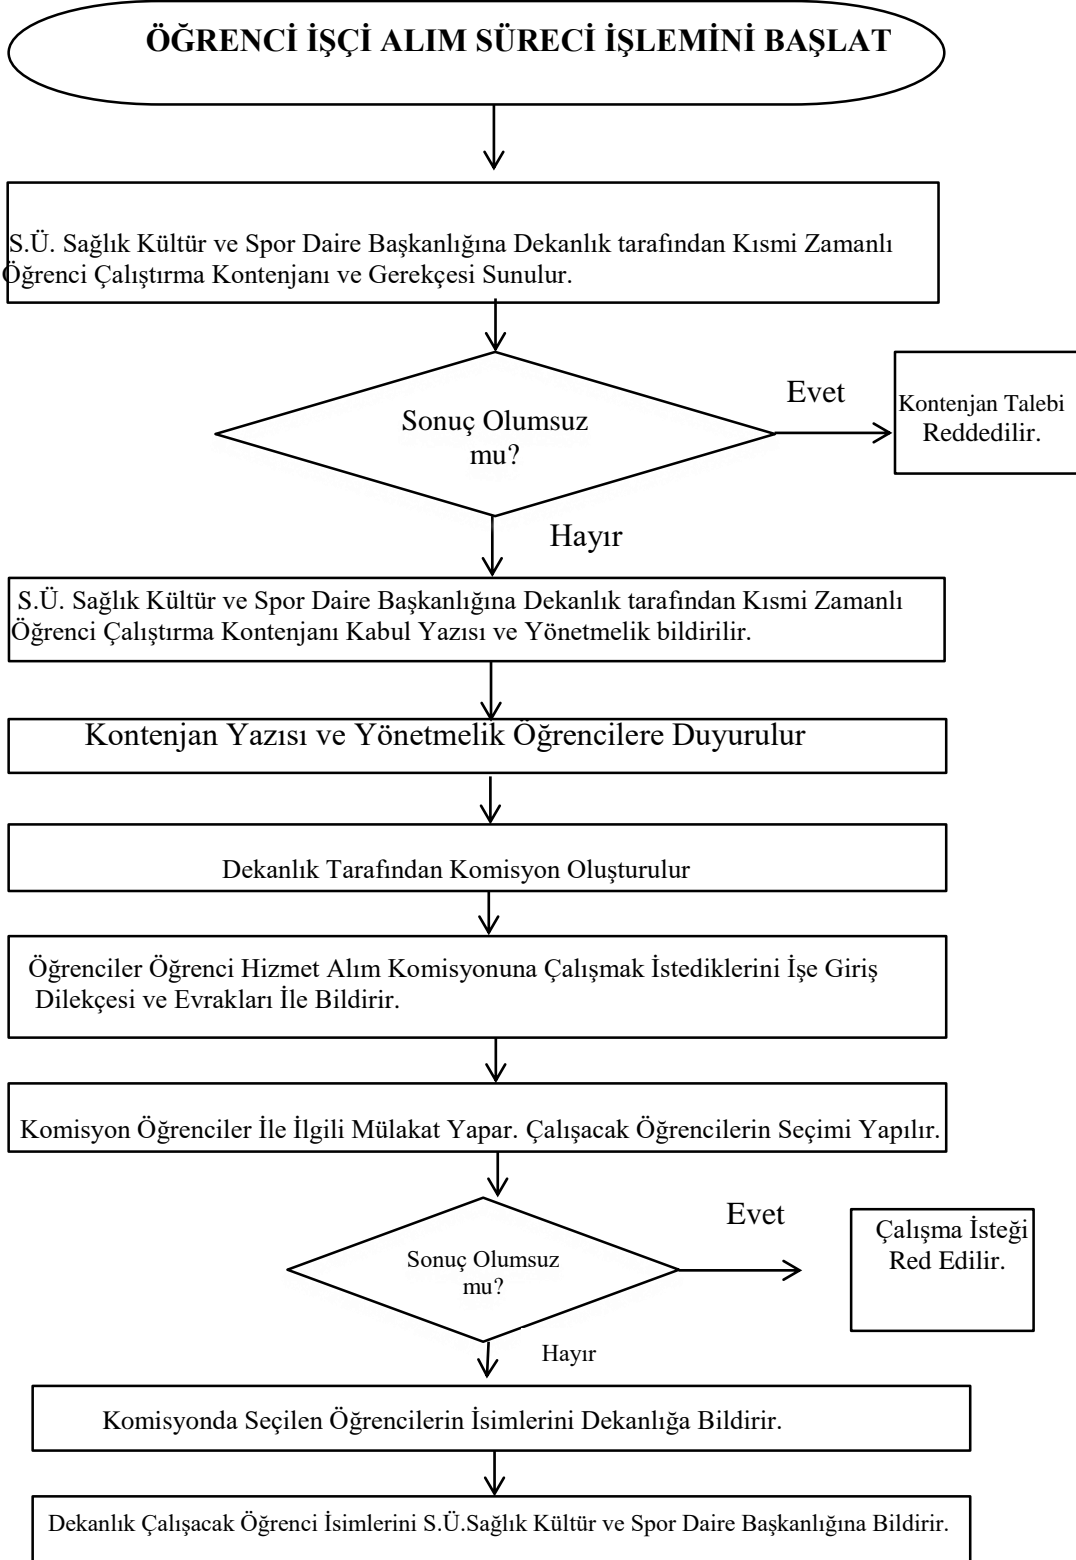 ÖĞRENCİ İŞÇİ ALIM SÜRECİ İŞLEMİNİ BAŞLAT
S.Ü. Sağlık Kültür ve Spor Daire Başkanlığına Dekanlık tarafından Kısmi Zamanlı
Öğrenci Çalıştırma Kontenjanı ve Gerekçesi Sunulur.
Sonuç Olumsuz
mu?
Evet
Kontenjan Talebi
Reddedilir.
Hayır
S.Ü. Sağlık Kültür ve Spor Daire Başkanlığına Dekanlık tarafından Kısmi Zamanlı
Öğrenci Çalıştırma Kontenjanı Kabul Yazısı ve Yönetmelik bildirilir.
Kontenjan Yazısı ve Yönetmelik Öğrencilere Duyurulur
Dekanlık Tarafından Komisyon Oluşturulur
Öğrenciler Öğrenci Hizmet Alım Komisyonuna Çalışmak İstediklerini İşe Giriş
Dilekçesi ve Evrakları İle Bildirir.
Komisyon Öğrenciler İle İlgili Mülakat Yapar. Çalışacak Öğrencilerin Seçimi Yapılır.
Sonuç Olumsuz
mu?
Evet
Çalışma İsteği
Red Edilir.
Hayır
Komisyonda Seçilen Öğrencilerin İsimlerini Dekanlığa Bildirir.
Dekanlık Çalışacak Öğrenci İsimlerini S.Ü.Sağlık Kültür ve Spor Daire Başkanlığına Bildirir.